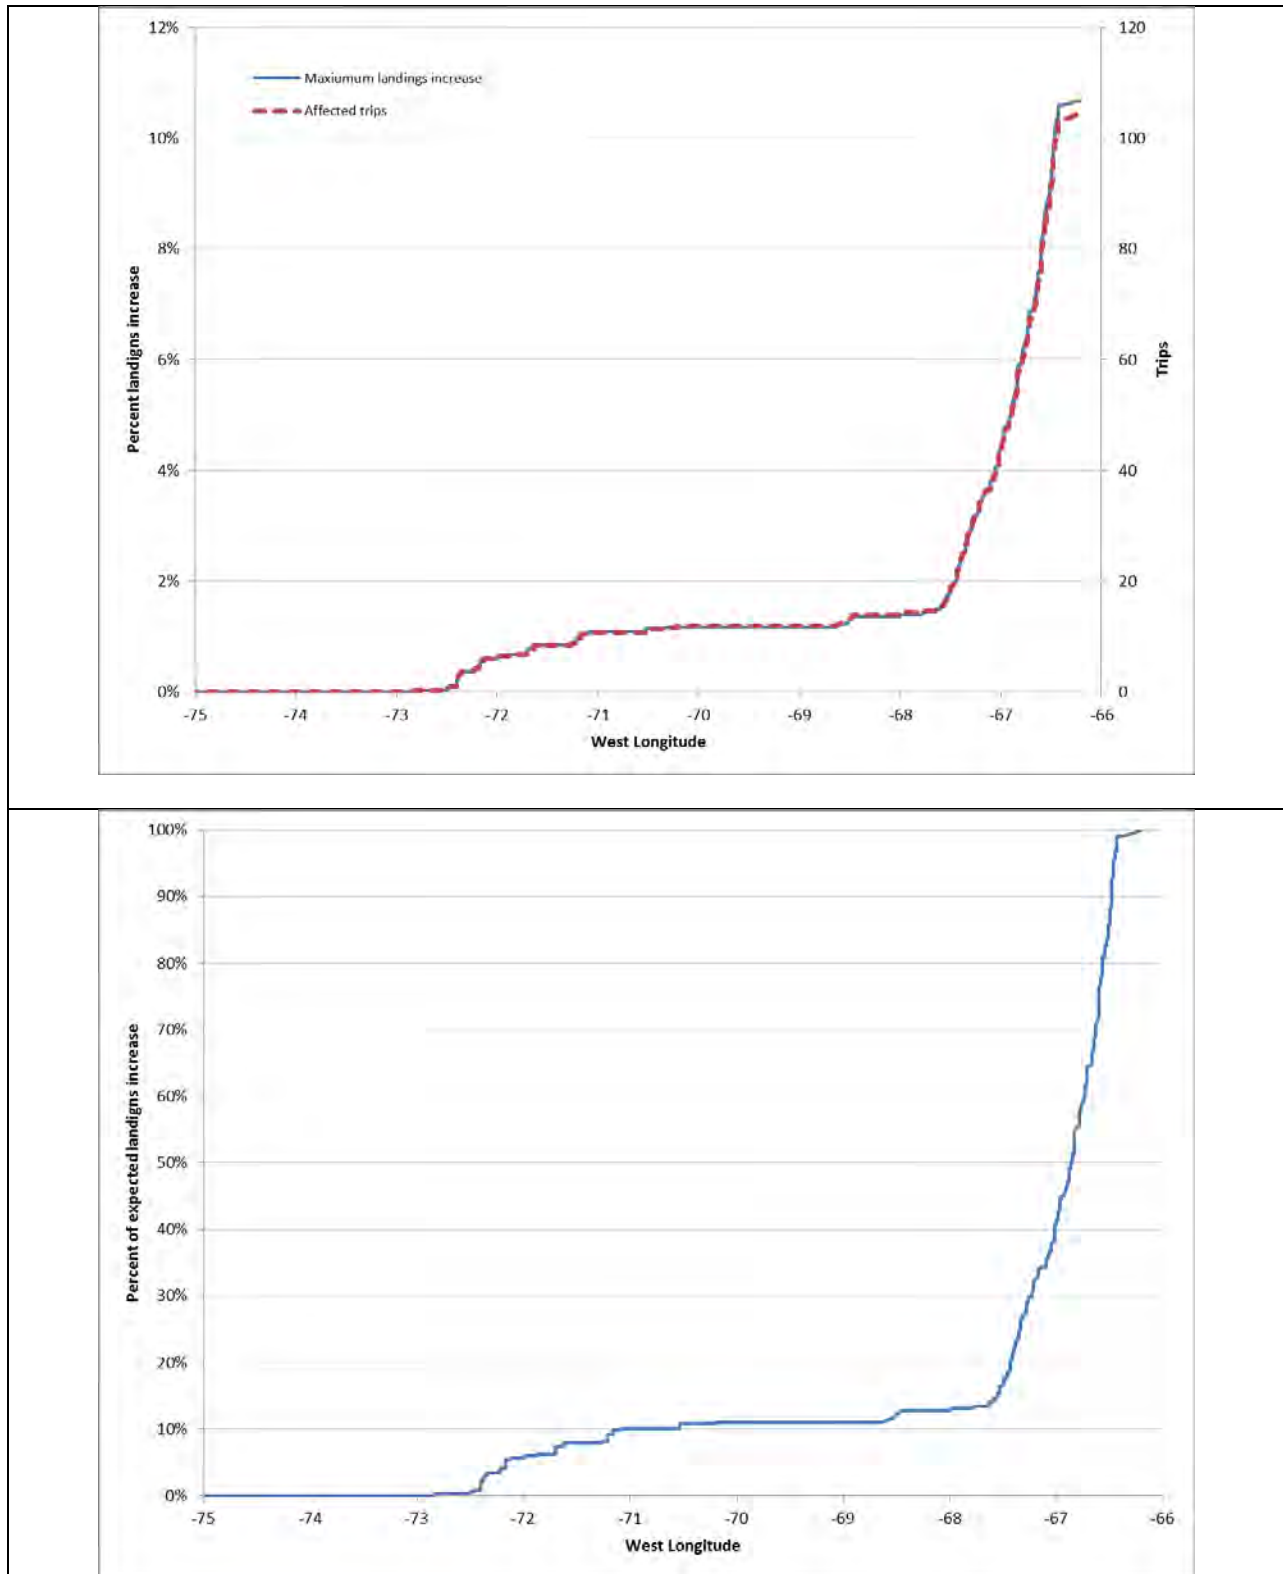 12%
120
Maxiumum landings increase
Affected trips
10%
100
8%
80
6%
60
4%
40
2%
20
0%
0
Percent landigns increase
Trips
-75 -74 -73 -72 -71 -70 -69 -68 -67 -66
West Longitude
100%
90%
80%
70%
60%
50%
40%
30%
20%
10%
0%
Percent of expected landigns increase
-75 -74 -73 -72 -71 -70 -69 -68 -67 -66
West Longitude